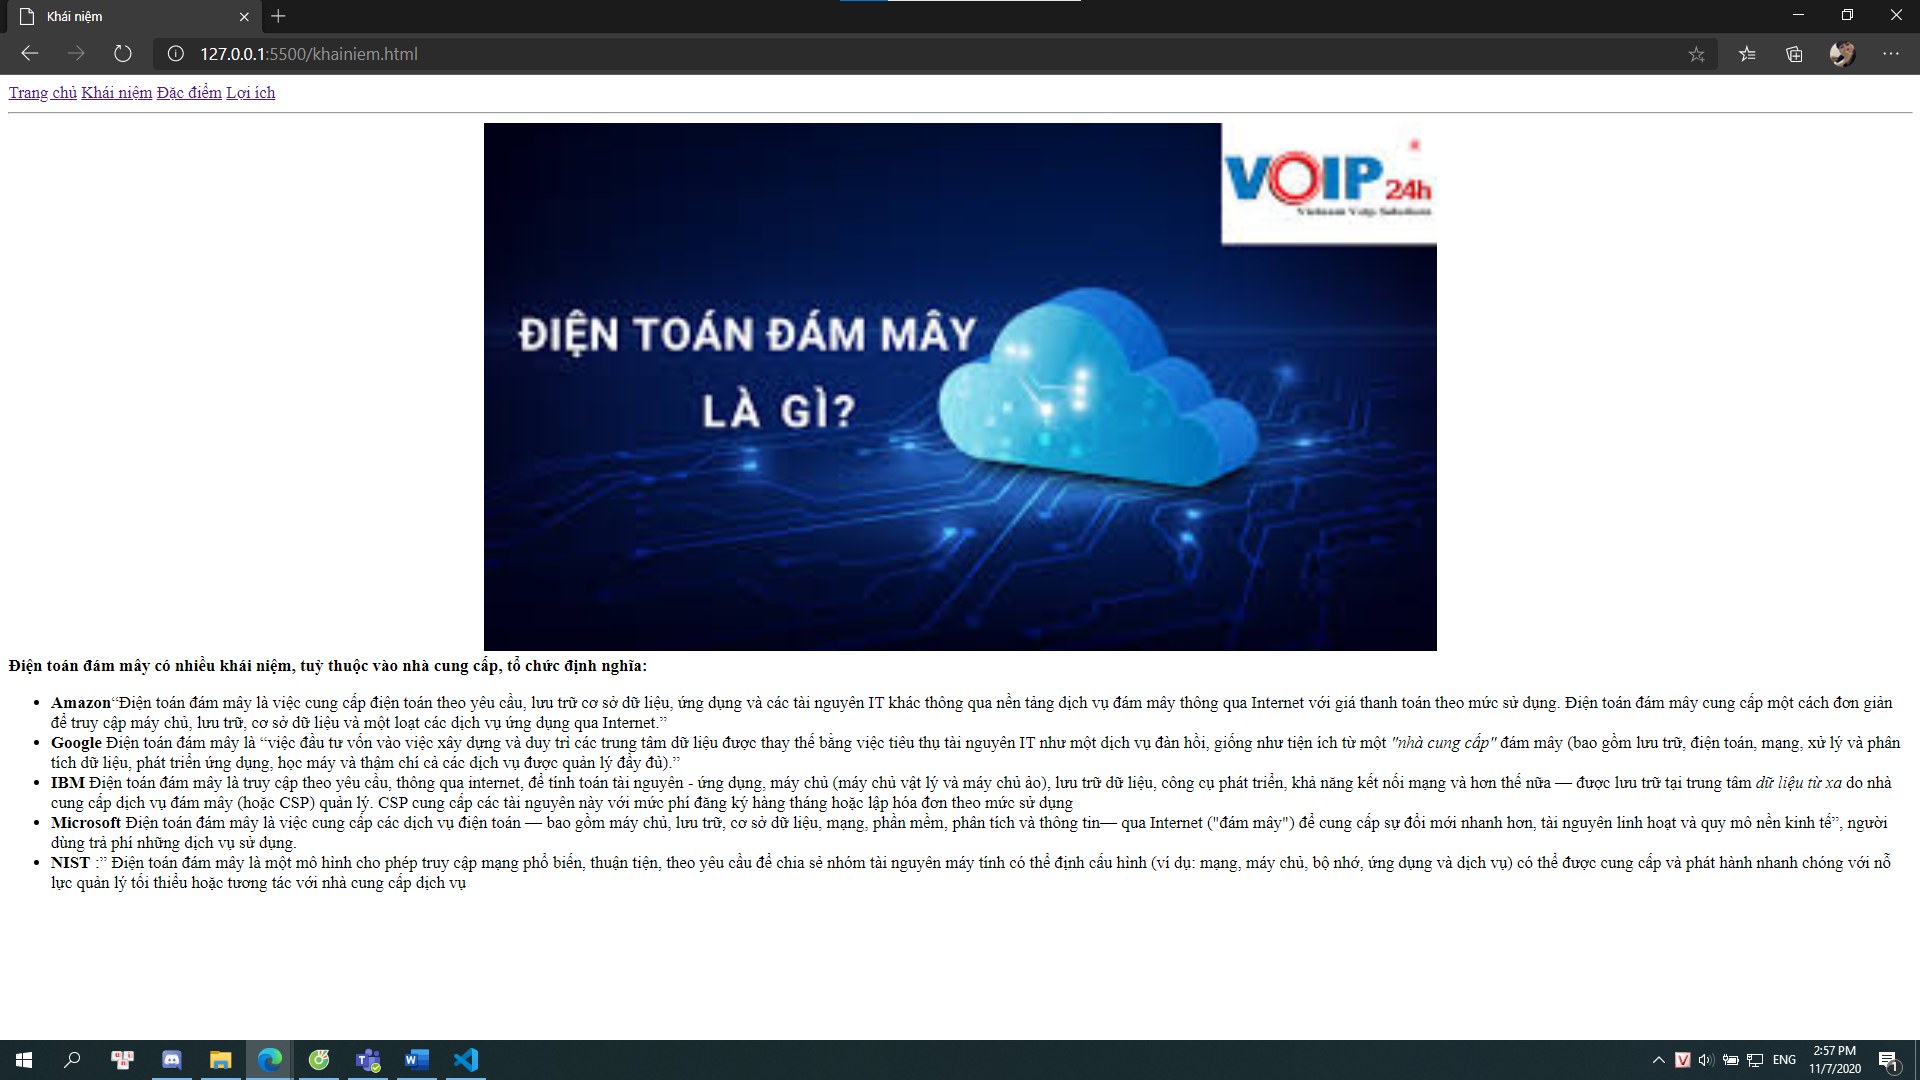 Khái niệm
127.0.0.1:5500/khainiem.html
Trang chủ Khái niệm Đặc điểm Lợi ích
VOIP 24h
Vietnam Voip Solutions
ĐIỆN TOÁN ĐÁM MÂY
LÀ GÌ?
Điện toán đám mây có nhiều khái niệm, tuỳ thuộc vào nhà cung cấp, tổ chức định nghĩa:
• Amazon“Điện toán đám mây là việc cung cấp điện toán theo yêu cầu, lưu trữ cơ sở dữ liệu, ứng dụng và các tài nguyên IT khác thông qua nền tảng dịch vụ đám mây thông qua Internet với giá thanh toán theo mức sử dụng. Điện toán đám mây cung cấp một cách đơn giản
để truy cập máy chủ, lưu trữ, cơ sở dữ liệu và một loạt các dịch vụ ứng dụng qua Internet.”
• Google Điện toán đám mây là “việc đầu tư vốn vào việc xây dựng và duy trì các trung tâm dữ liệu được thay thế bằng việc tiêu thụ tài nguyên IT như một dịch vụ đàn hồi, giống như tiện ích từ một "nhà cung cấp" đám mây (bao gồm lưu trữ, điện toán, mạng, xử lý và phân
tích dữ liệu, phát triển ứng dụng, học máy và thậm chí cả các dịch vụ được quản lý đầy đủ).”
• IBM Điện toán đám mây là truy cập theo yêu cầu, thông qua internet, để tính toán tài nguyên - ứng dụng, máy chủ (máy chủ vật lý và máy chủ ảo), lưu trữ dữ liệu, công cụ phát triển, khả năng kết nối mạng và hơn thế nữa — được lưu trữ tại trung tâm dữ liệu từ xa do nhà
cung cấp dịch vụ đám mây (hoặc CSP) quản lý. CSP cung cấp các tài nguyên này với mức phí đăng ký hàng tháng hoặc lập hóa đơn theo mức sử dụng
• Microsoft Điện toán đám mây là việc cung cấp các dịch vụ điện toán — bao gồm máy chủ, lưu trữ, cơ sở dữ liệu, mạng, phần mềm, phân tích và thông tin— qua Internet ("đám mây") để cung cấp sự đổi mới nhanh hơn, tài nguyên linh hoạt và quy mô nền kinh tế”, người
dùng trả phí những dịch vụ sử dụng.
• NIST :” Điện toán đám mây là một mô hình cho phép truy cập mạng phổ biến, thuận tiện, theo yêu cầu để chia sẻ nhóm tài nguyên máy tính có thể định cấu hình (ví dụ: mạng, máy chủ, bộ nhớ, ứng dụng và dịch vụ) có thể được cung cấp và phát hành nhanh chóng với nỗ
lực quản lý tối thiểu hoặc tương tác với nhà cung cấp dịch vụ
ENG
2:57 PM
11/7/2020
1